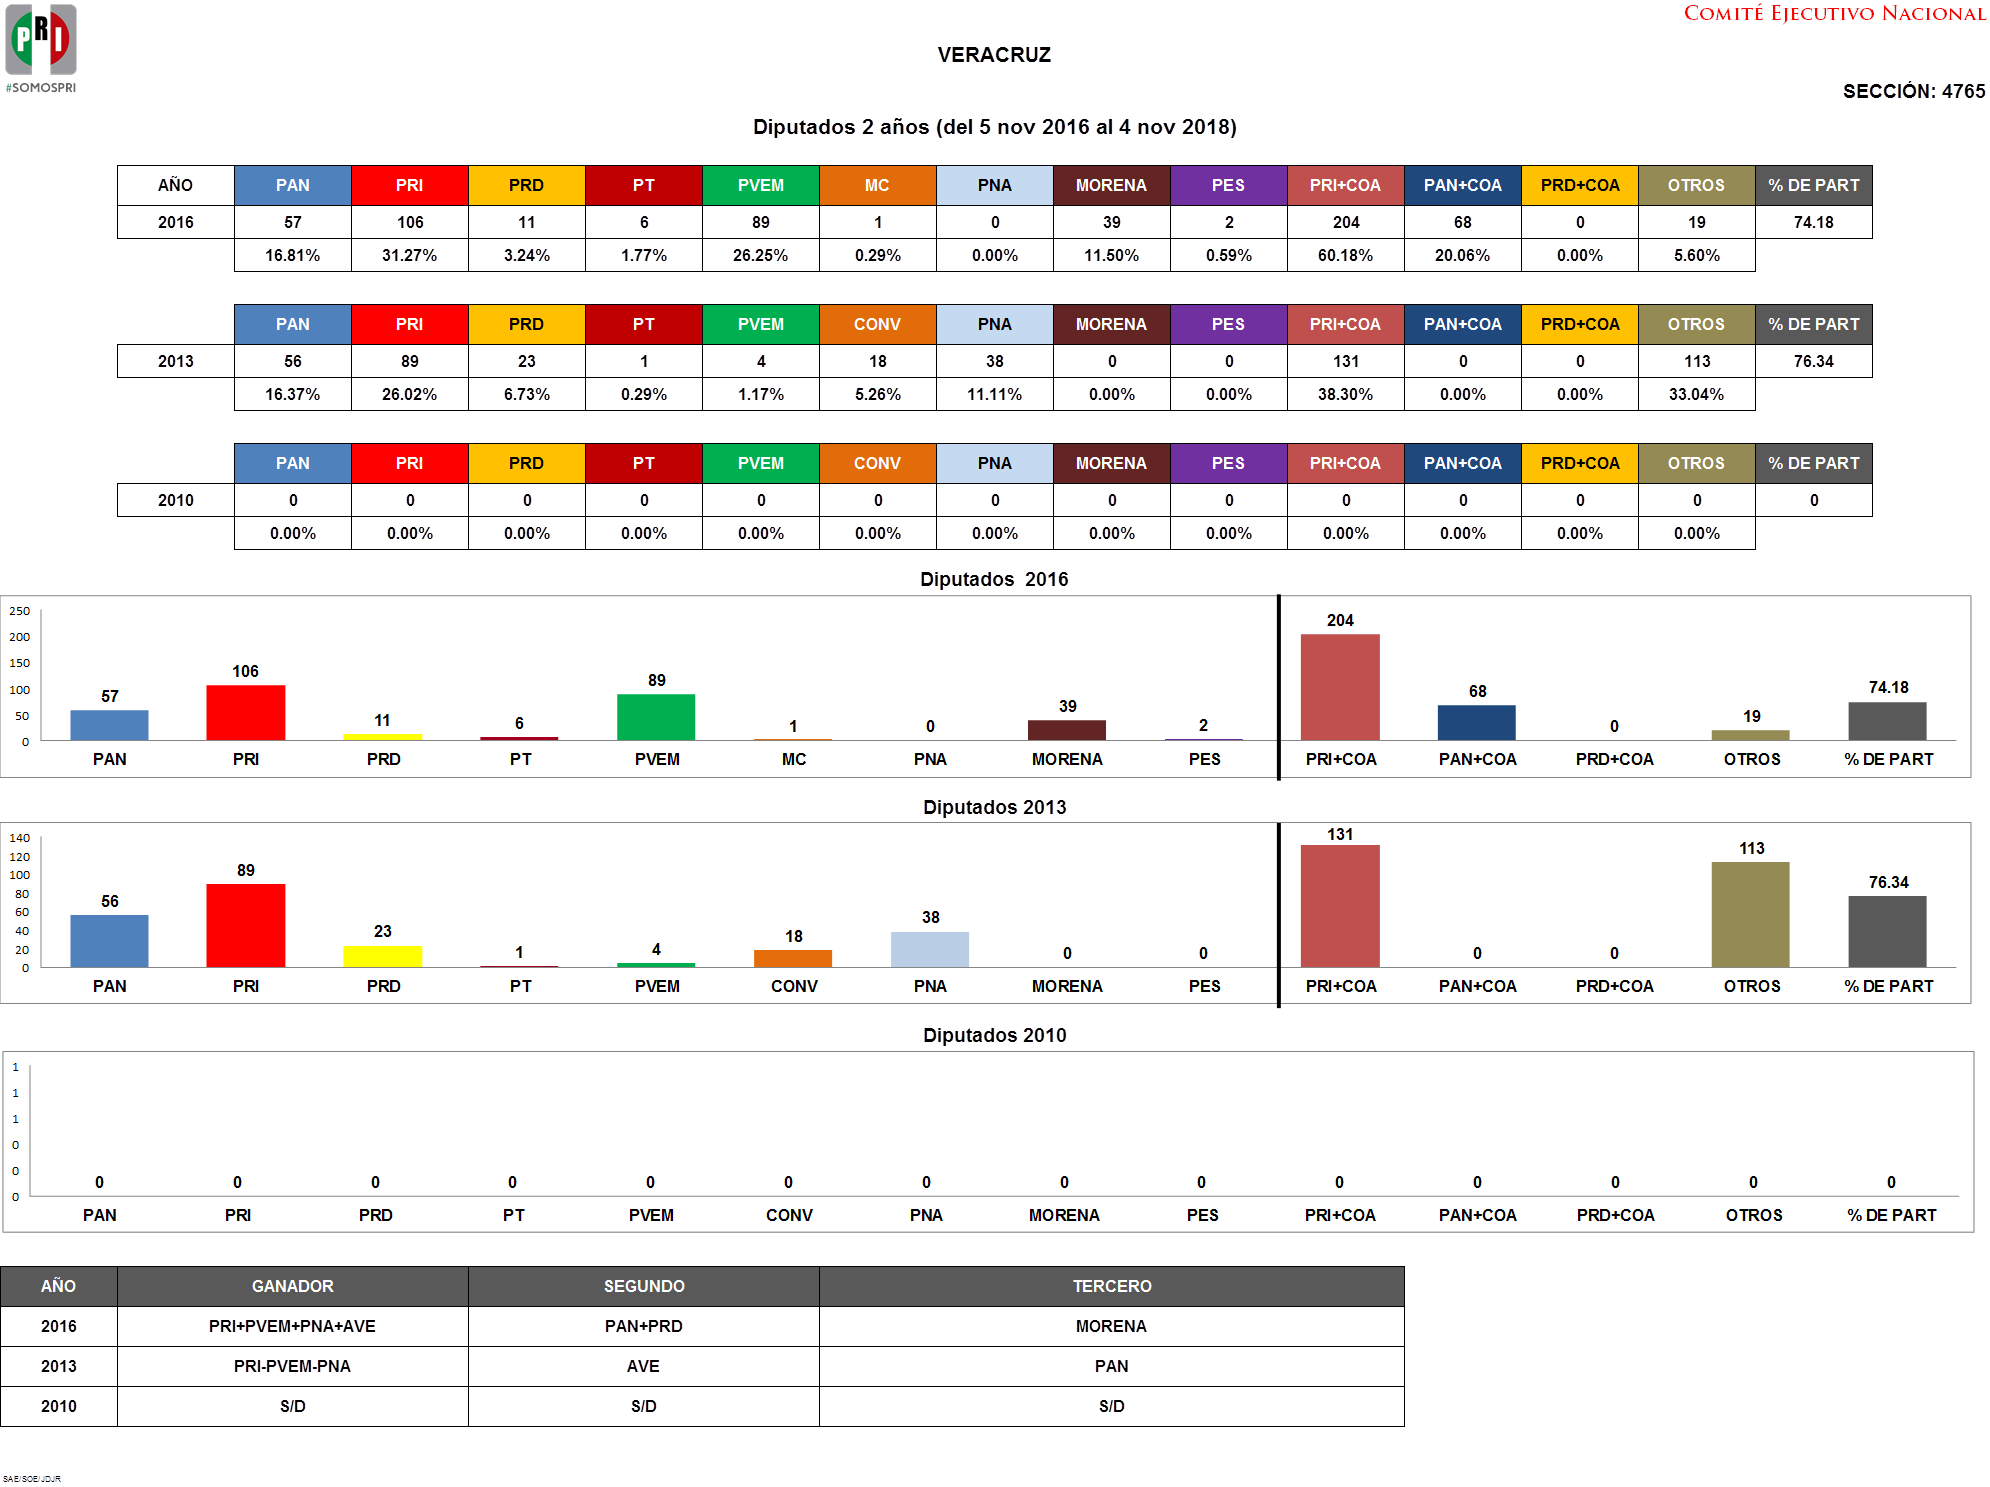 PRI
#SOMOSPRI
COMITÉ EJECUTIVO NACIONAL
VERACRUZ
SECCIÓN: 4765
Diputados 2 años (del 5 nov 2016 al 4 nov 2018)
AÑO PAN PRI PRD PT PVEM MC PNA MORENA PES PRI+COA PAN+COA PRD+COA OTROS % DE PART
2016 57 106 11 6 89 1 0 39 2 204 68 0 19 74.18
16.81% 31.27% 3.24% 1.77% 26.25% 0.29% 0.00% 11.50% 0.59% 60.18% 20.06% 0.00% 5.60%
PAN PRI PRD PT PVEM CONV PNA MORENA PES PRI+COA PAN+COA PRD+COA OTROS % DE PART
2013 56 89 23 1 4 18 38 0 0 131 0 0 113 76.34
16.37% 26.02% 6.73% 0.29% 1.17% 5.26% 11.11% 0.00% 0.00% 38.30% 0.00% 0.00% 33.04%
PAN PRI PRD PT PVEM CONV PNA MORENA PES PRI+COA PAN+COA PRD+COA OTROS % DE PART
2010 0 0 0 0 0 0 0 0 0 0 0 0 0 0
0.00% 0.00% 0.00% 0.00% 0.00% 0.00% 0.00% 0.00% 0.00% 0.00% 0.00% 0.00% 0.00%
Diputados 2016
250
200
150
100
50
0
57 106 11 6 89 1 0 39 2 204 68 0 19 74.18
PAN PRI PRD PT PVEM MC PNA MORENA PES PRI+COA PAN+COA PRD+COA OTROS % DE PART
Diputados 2013
140
120
100
80
60
40
20
0
56 89 23 1 4 18 38 0 0 131 0 0 113 76.34
PAN PRI PRD PT PVEM CONV PNA MORENA PES PRI+COA PAN+COA PRD+COA OTROS % DE PART
Diputados 2010
1
1
1
0
0
0
0 0 0 0 0 0 0 0 0 0 0 0 0 0
PAN PRI PRD PT PVEM CONV PNA MORENA PES PRI+COA PAN+COA PRD+COA OTROS % DE PART
AÑO GANADOR SEGUNDO TERCERO
2016 PRI+PVEM+PNA+AVE PAN+PRD MORENA
2013 PRI-PVEM-PNA AVE PAN
2010 S/D S/D S/D
SAE/SOE/JDJR